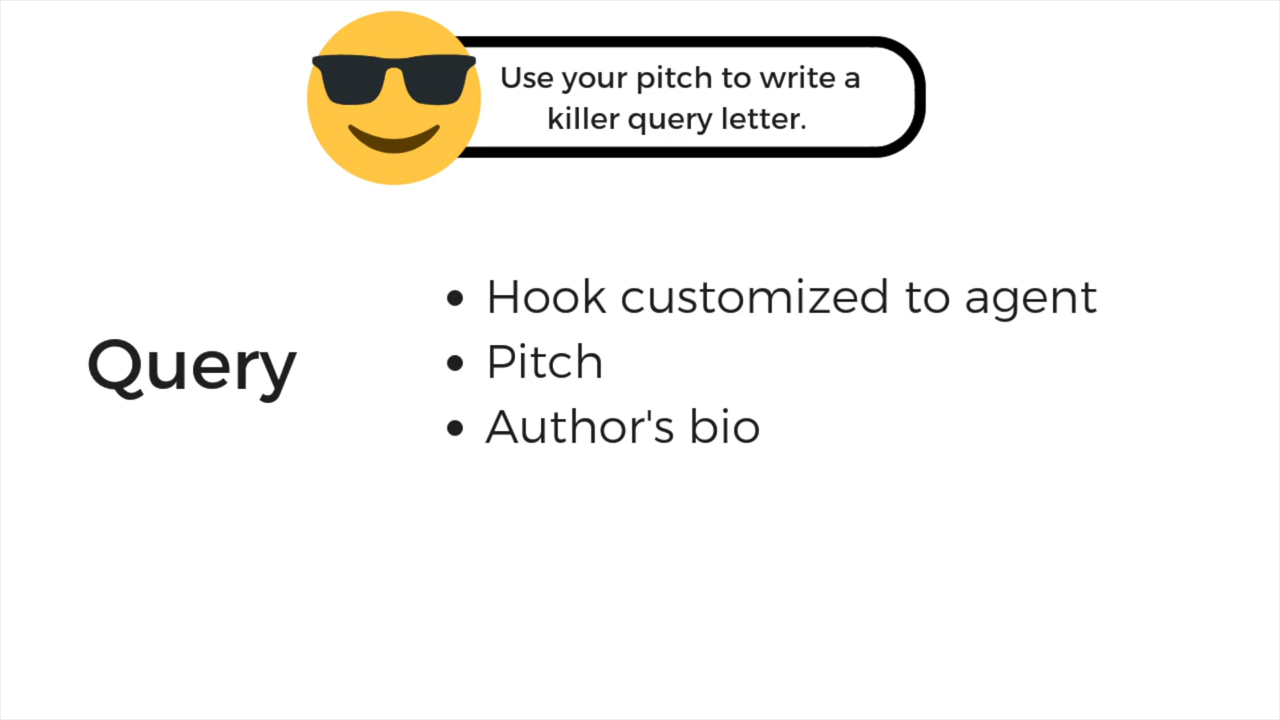 Use your pitch to write a
killer query letter.
Query
• Hook customized to agent
• Pitch
• Author's bio